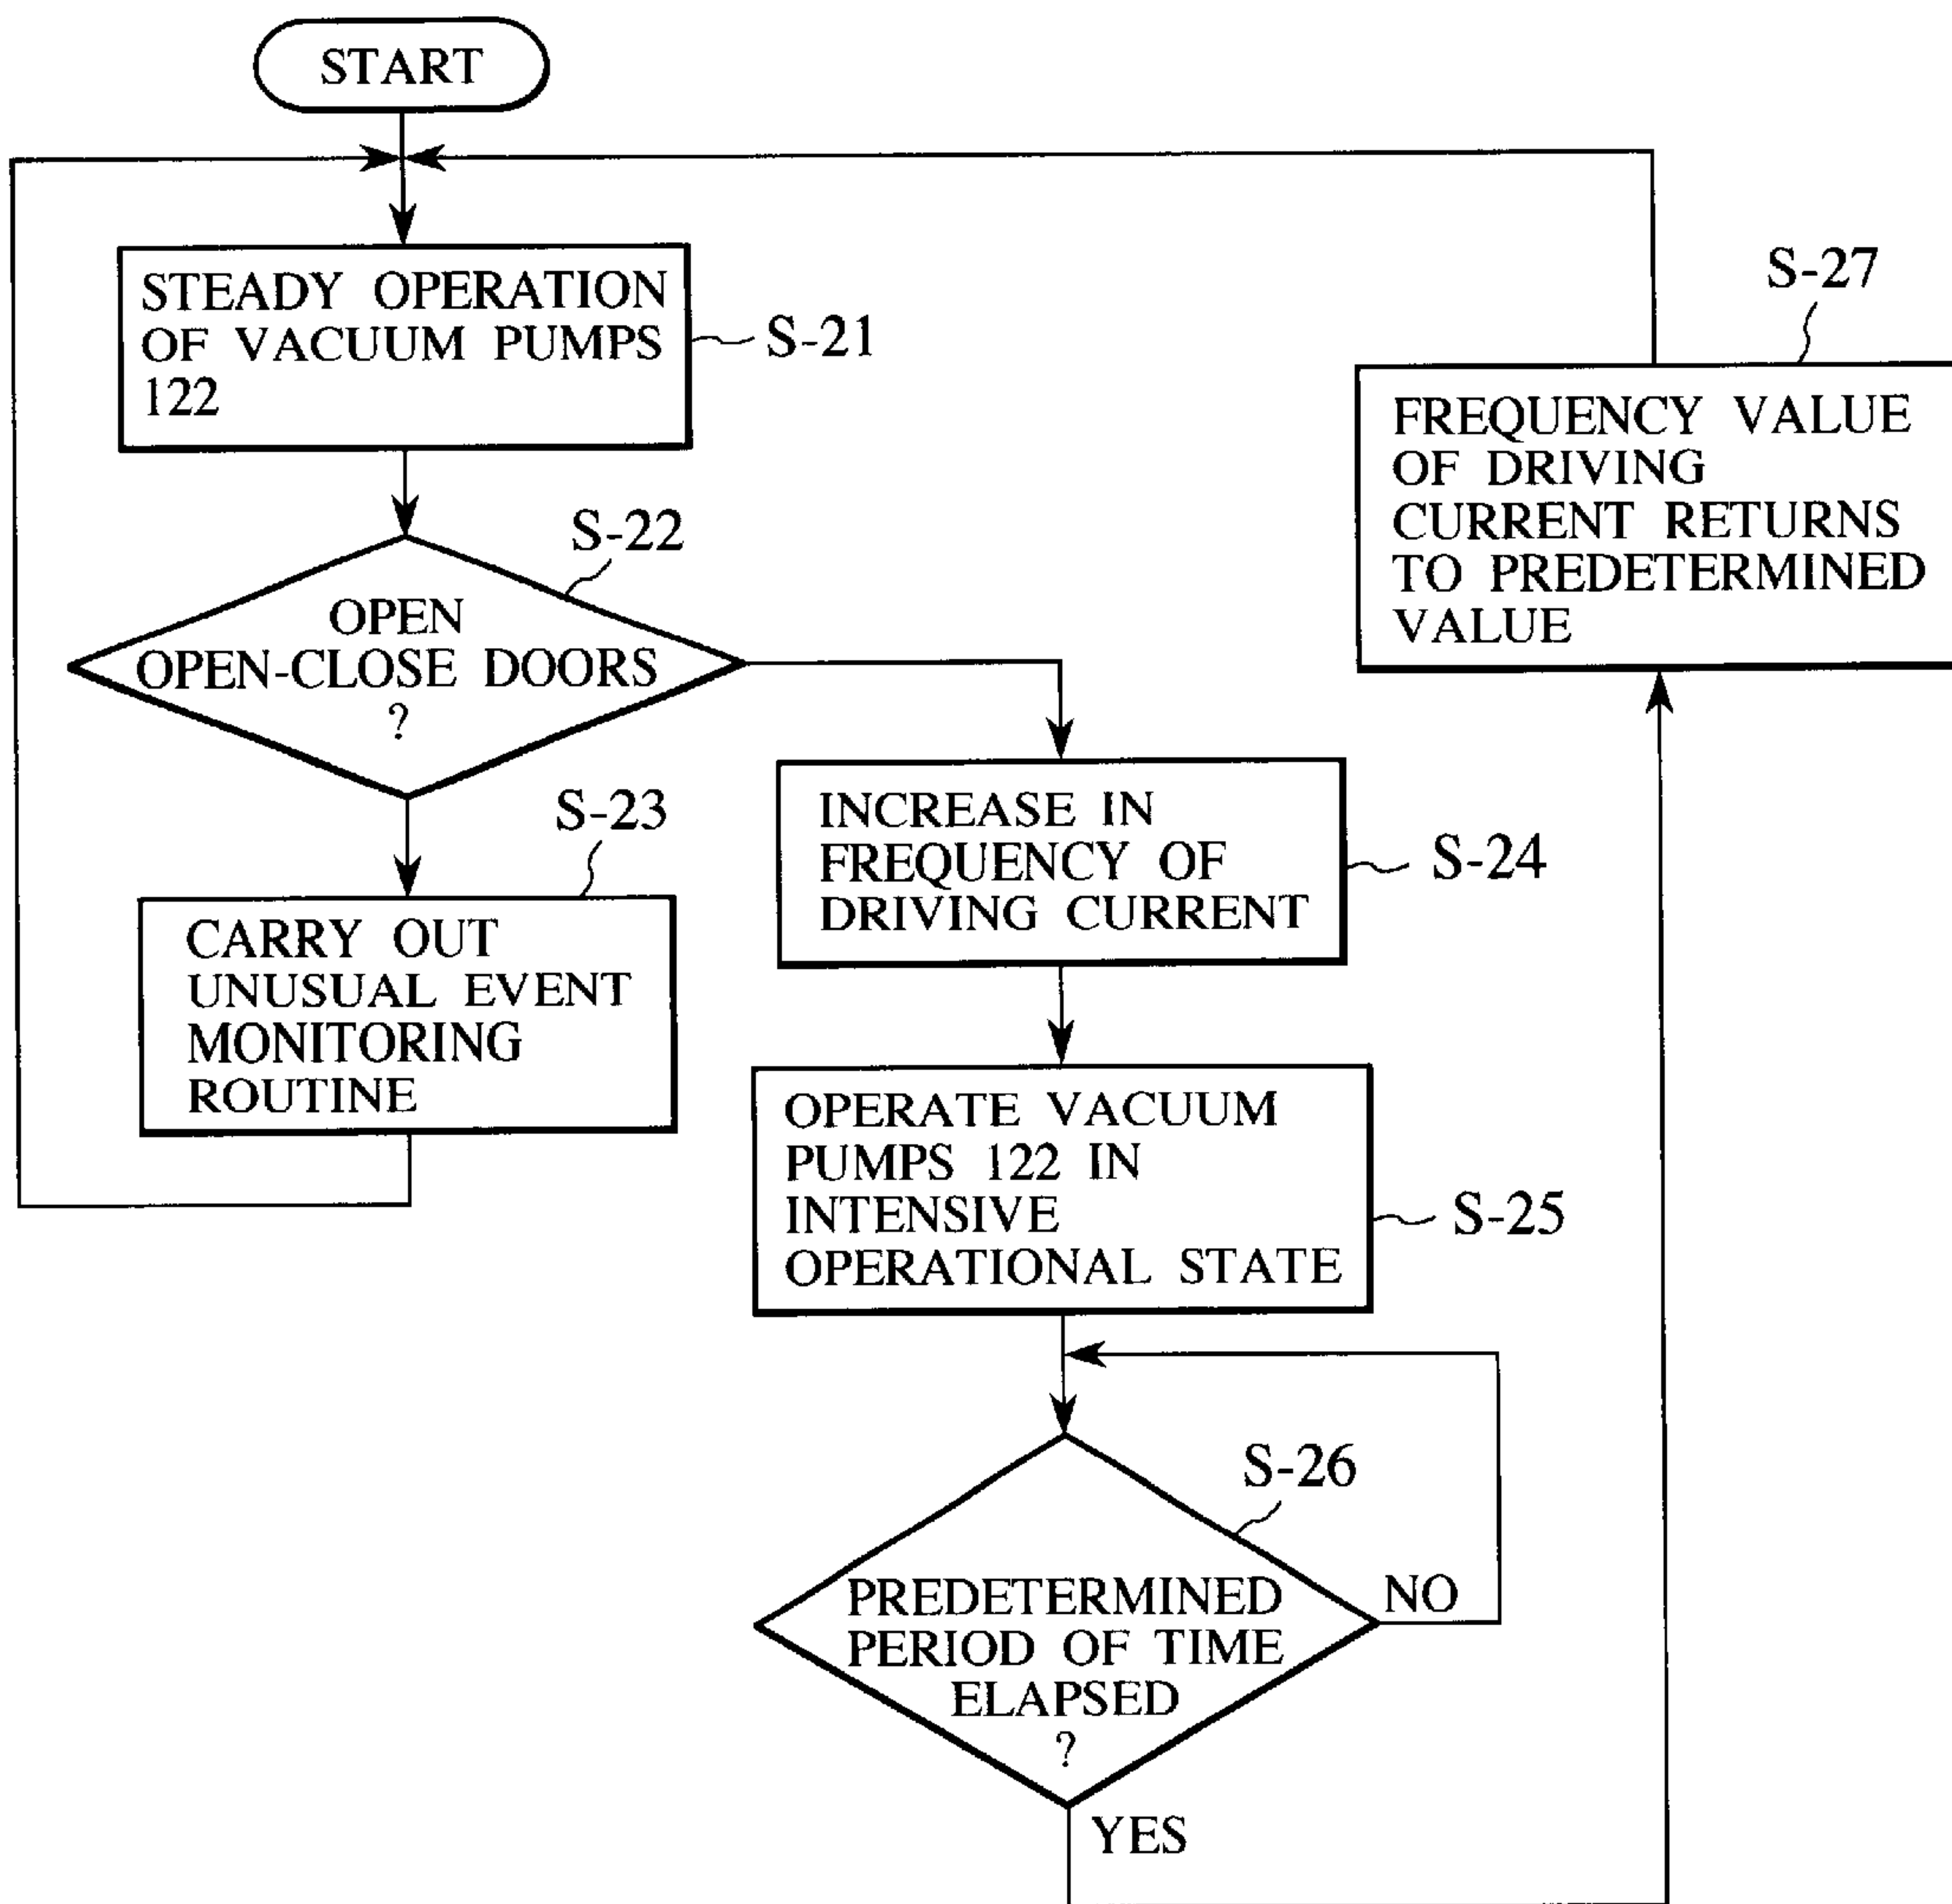 START
STEADY OPERATION
OF VACUUM PUMPS
122
S-21
S-22
OPEN
OPEN-CLOSE DOORS
?
S-23
CARRY OUT
UNUSUAL EVENT
MONITORING
ROUTINE
INCREASE IN
FREQUENCY OF
DRIVING CURRENT
S-24
OPERATE VACUUM
PUMPS 122 IN
INTENSIVE
OPERATIONAL STATE
S-25
S-26
PREDETERMINED
PERIOD OF TIME
ELAPSED
?
NO
YES
S-27
FREQUENCY VALUE
OF DRIVING
CURRENT RETURNS
TO PREDETERMINED
VALUE